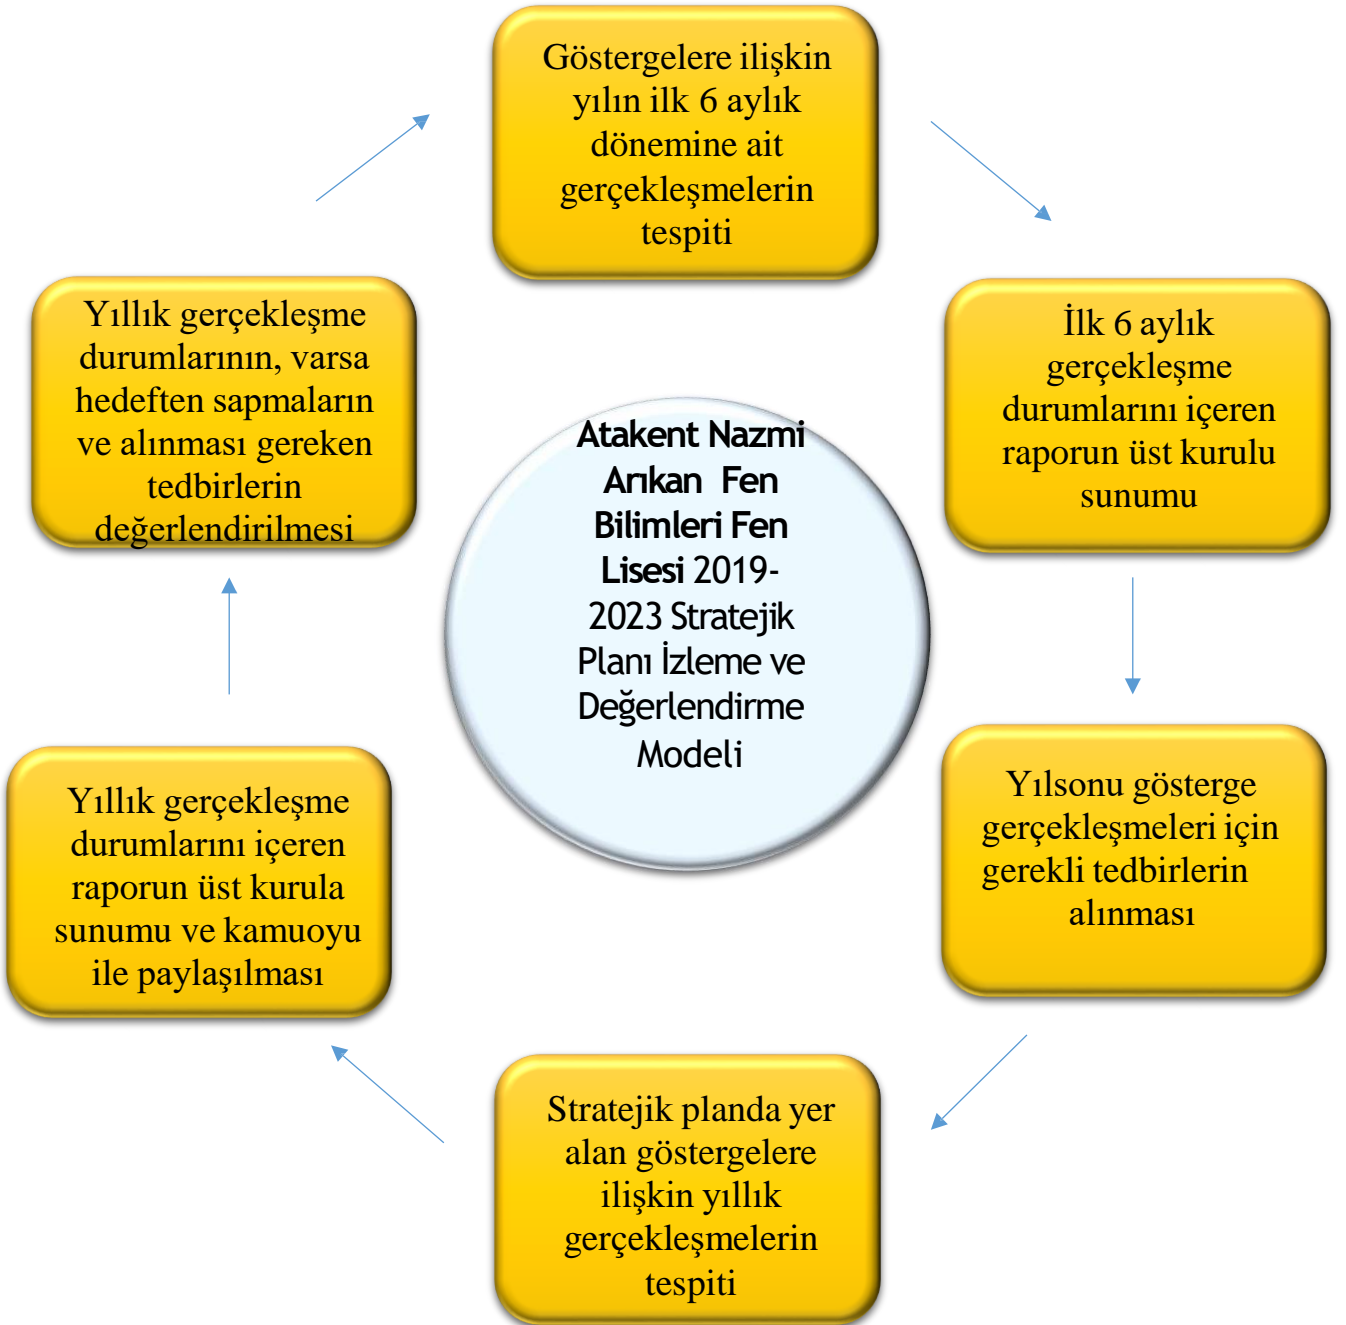 Göstergelere ilişkin
yılın ilk 6 aylık
dönemine ait
gerçekleşmelerin
tespiti
İlk 6 aylık
gerçekleşme
durumlarını içeren
raporun üst kurulu
sunumu
Yılsonu gösterge
gerçekleşmeleri için
gerekli tedbirlerin
alınması
Stratejik planda yer
alan göstergelere
ilişkin yıllık
gerçekleşmelerin
tespiti
Yıllık gerçekleşme
durumlarını içeren
raporun üst kurula
sunumu ve kamuoyu
ile paylaşılması
Yıllık gerçekleşme
durumlarının, varsa
hedeften sapmaların
ve alınması gereken
tedbirlerin
değerlendirilmesi
Atakent Nazmi
Arıkan Fen
Bilimleri Fen
Lisesi 2019-
2023 Stratejik
Planı İzleme ve
Değerlendirme
Modeli